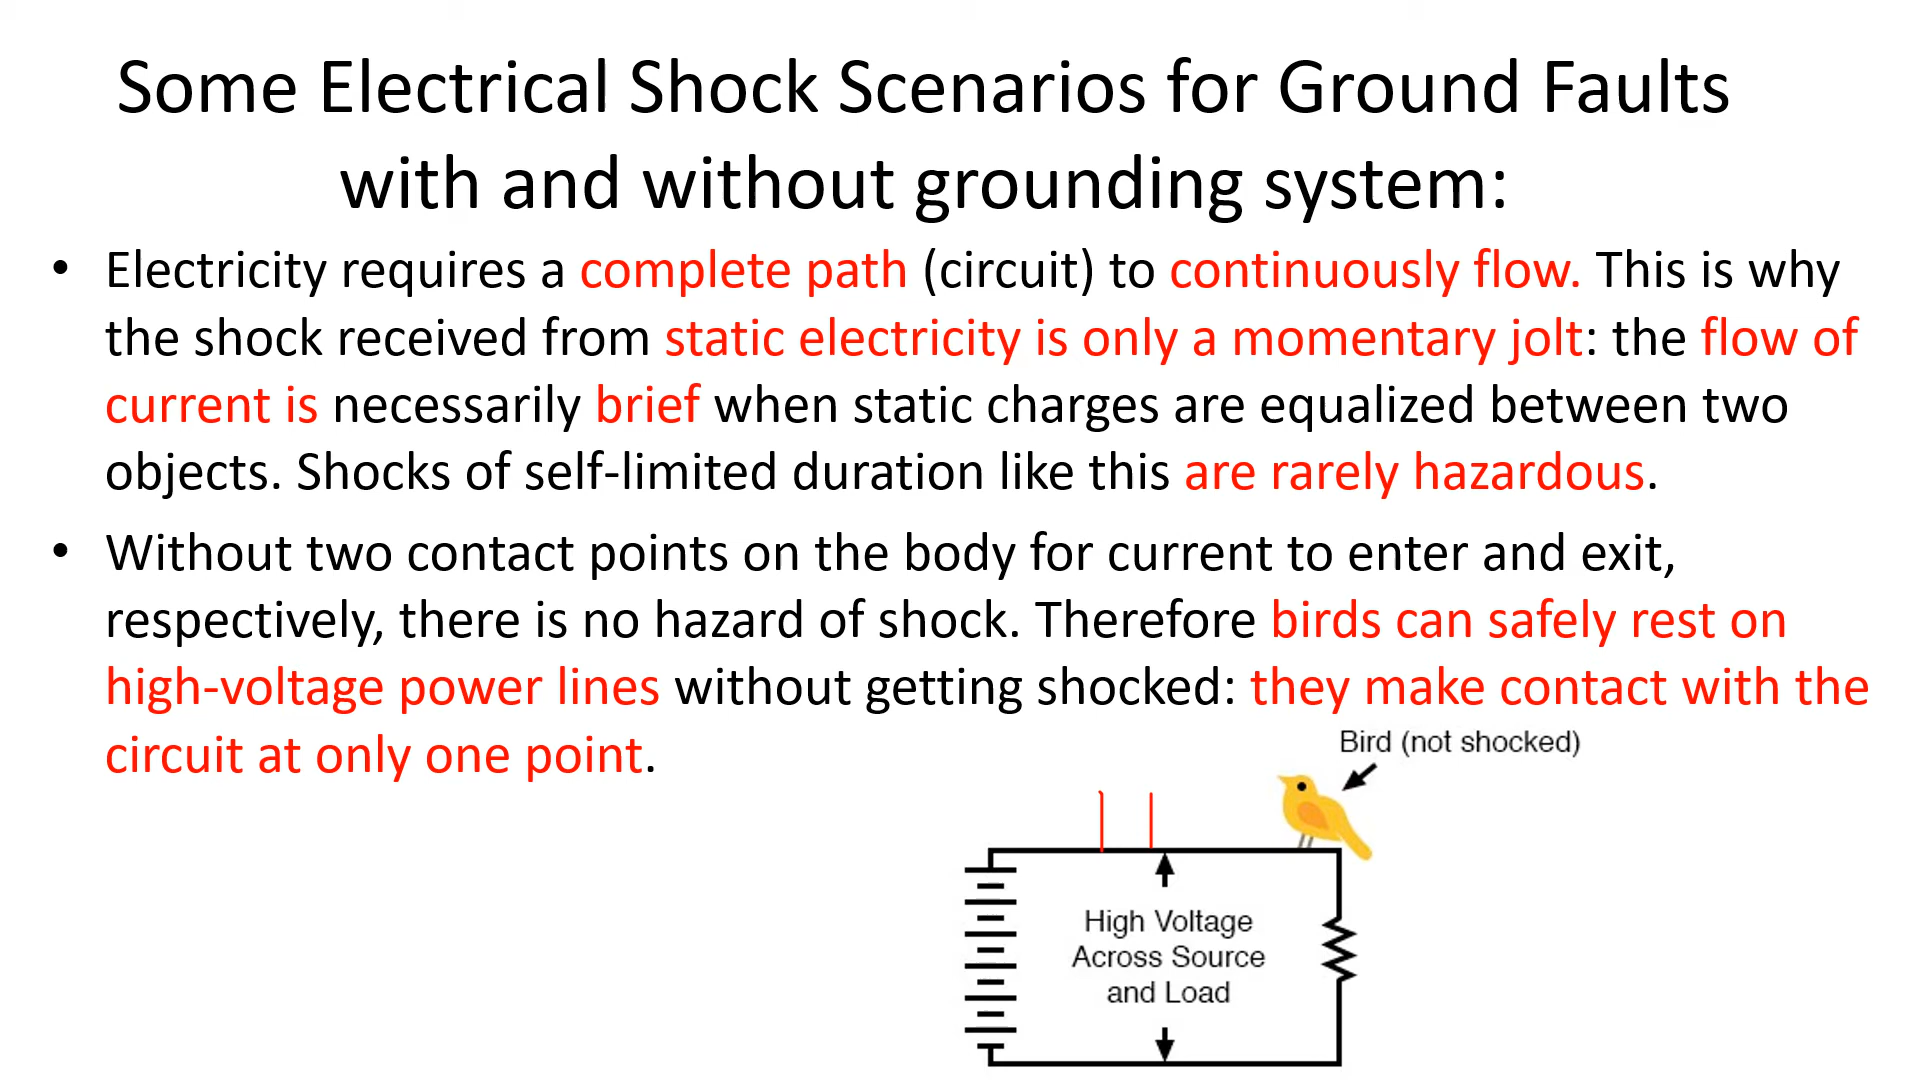 Some Electrical Shock Scenarios for Ground Faults
with and without grounding system:
• Electricity requires a complete path (circuit) to continuously flow. This is why
the shock received from static electricity is only a momentary jolt: the flow of
current is necessarily brief when static charges are equalized between two
objects. Shocks of self-limited duration like this are rarely hazardous.
• Without two contact points on the body for current to enter and exit,
respectively, there is no hazard of shock. Therefore birds can safely rest on
high-voltage power lines without getting shocked: they make contact with the
circuit at only one point.
Bird (not shocked)
High Voltage
Across Source
and Load